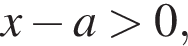 x − a > 0,